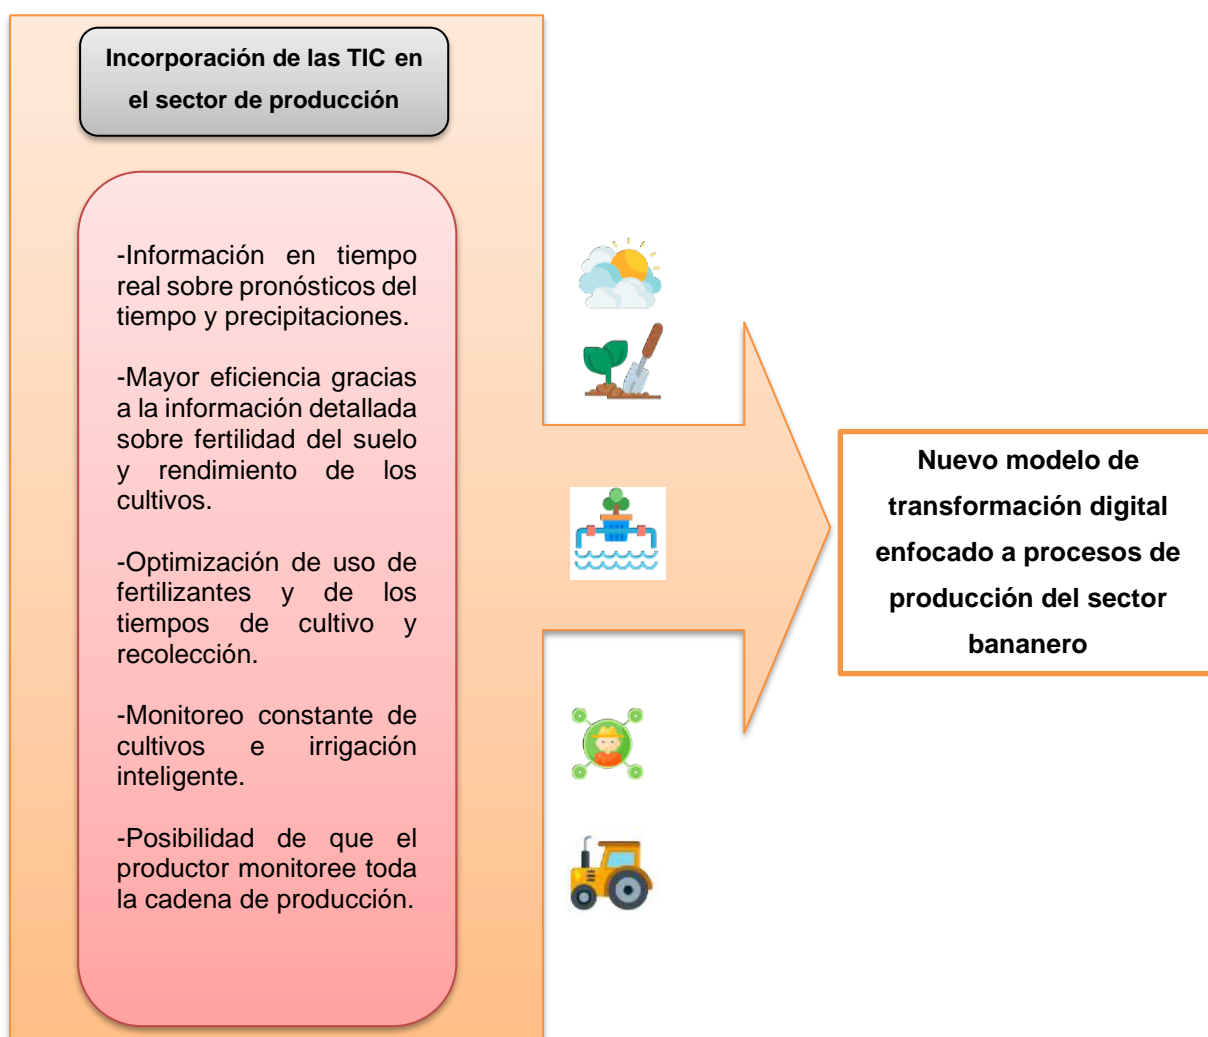 Incorporación de las TIC en
el sector de producción
-Información en tiempo
real sobre pronósticos del
tiempo y precipitaciones.
-Mayor eficiencia gracias
a la información detallada
sobre fertilidad del suelo
y rendimiento de los
cultivos.
-Optimización de uso de
fertilizantes y de los
tiempos de cultivo y
recolección.
-Monitoreo constante de
cultivos e irrigación
inteligente.
-Posibilidad de que el
productor monitoree toda
la cadena de producción.
Nuevo modelo de
transformación digital
enfocado a procesos de
producción del sector
bananero